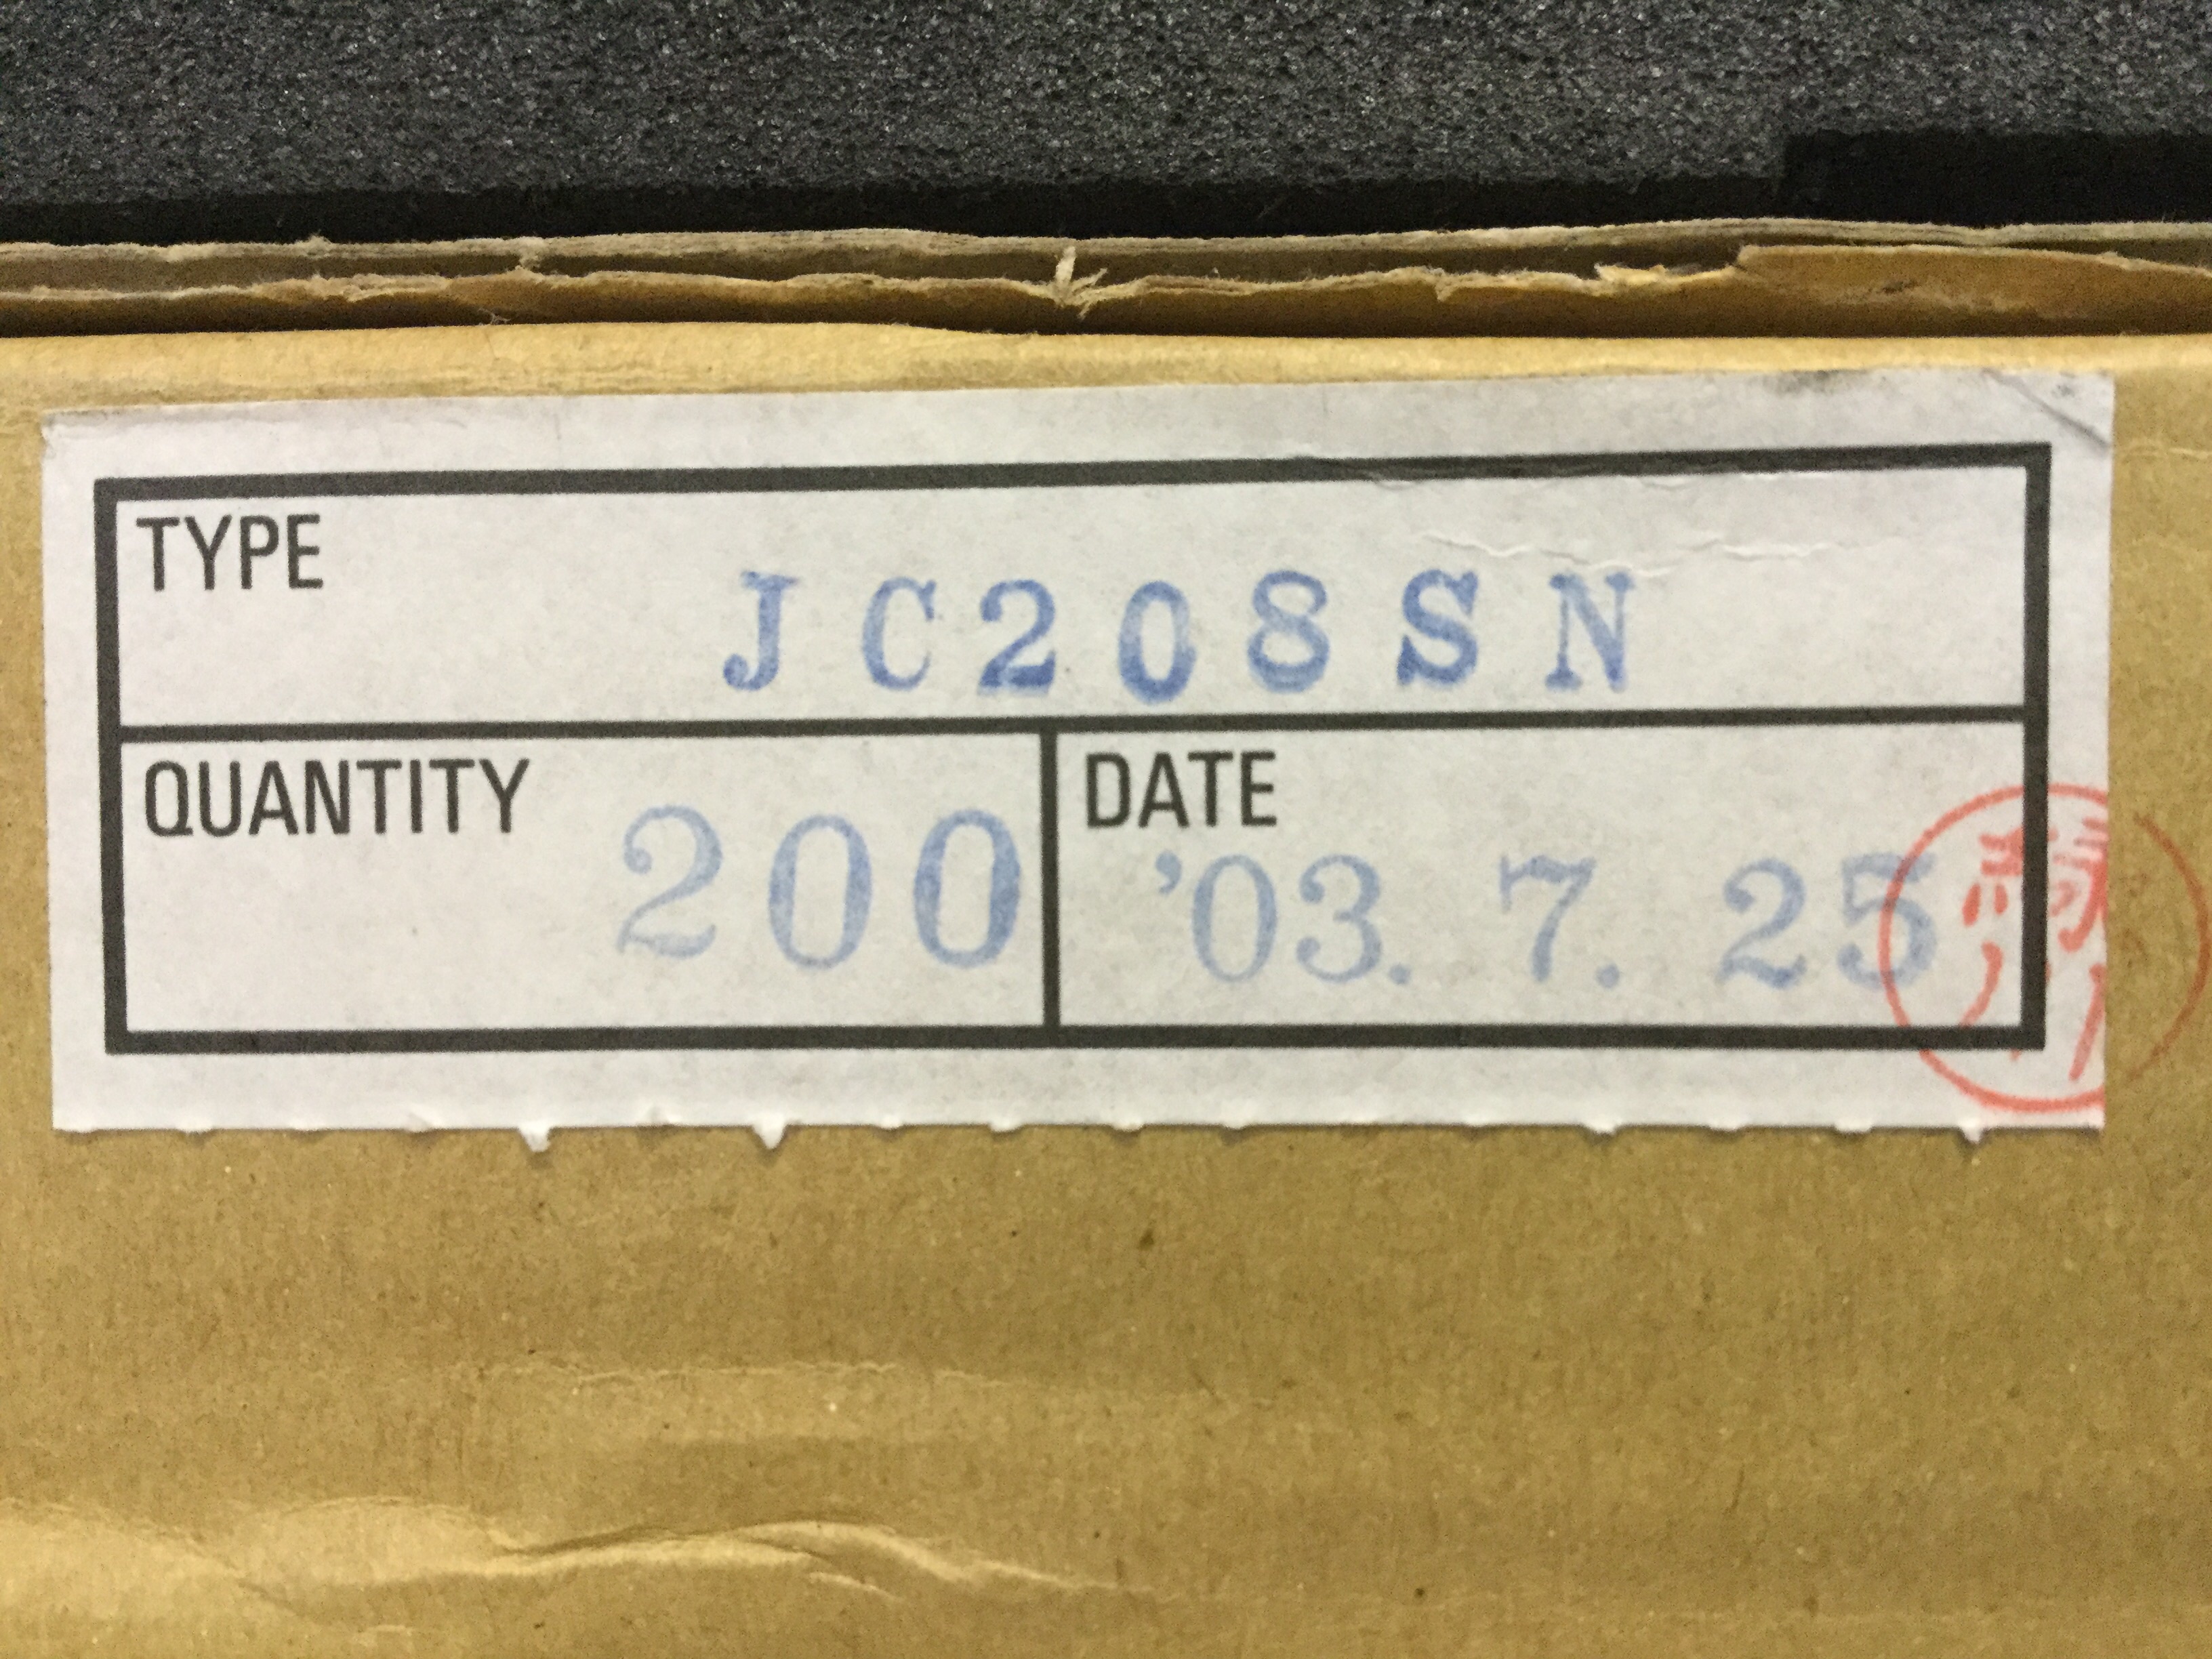 TYPE
JC208SN
QUANTITY
200
DATE
'03. 7. 25